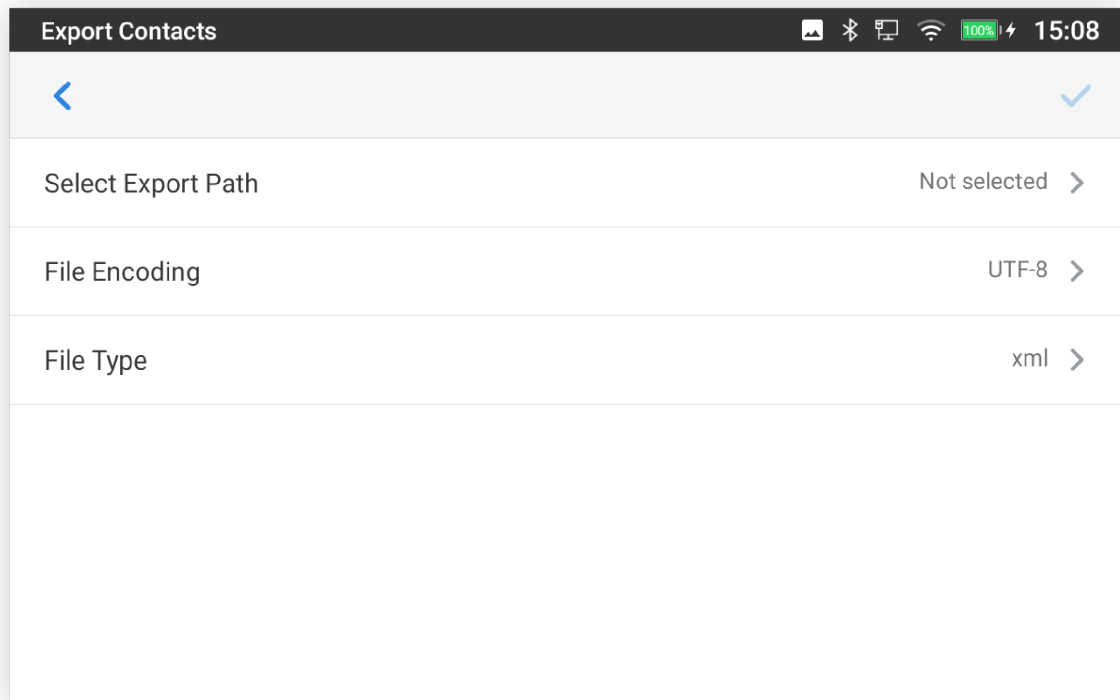 Export Contacts 100% 15:08
Select Export Path Not selected
File Encoding UTF-8
File Type xml